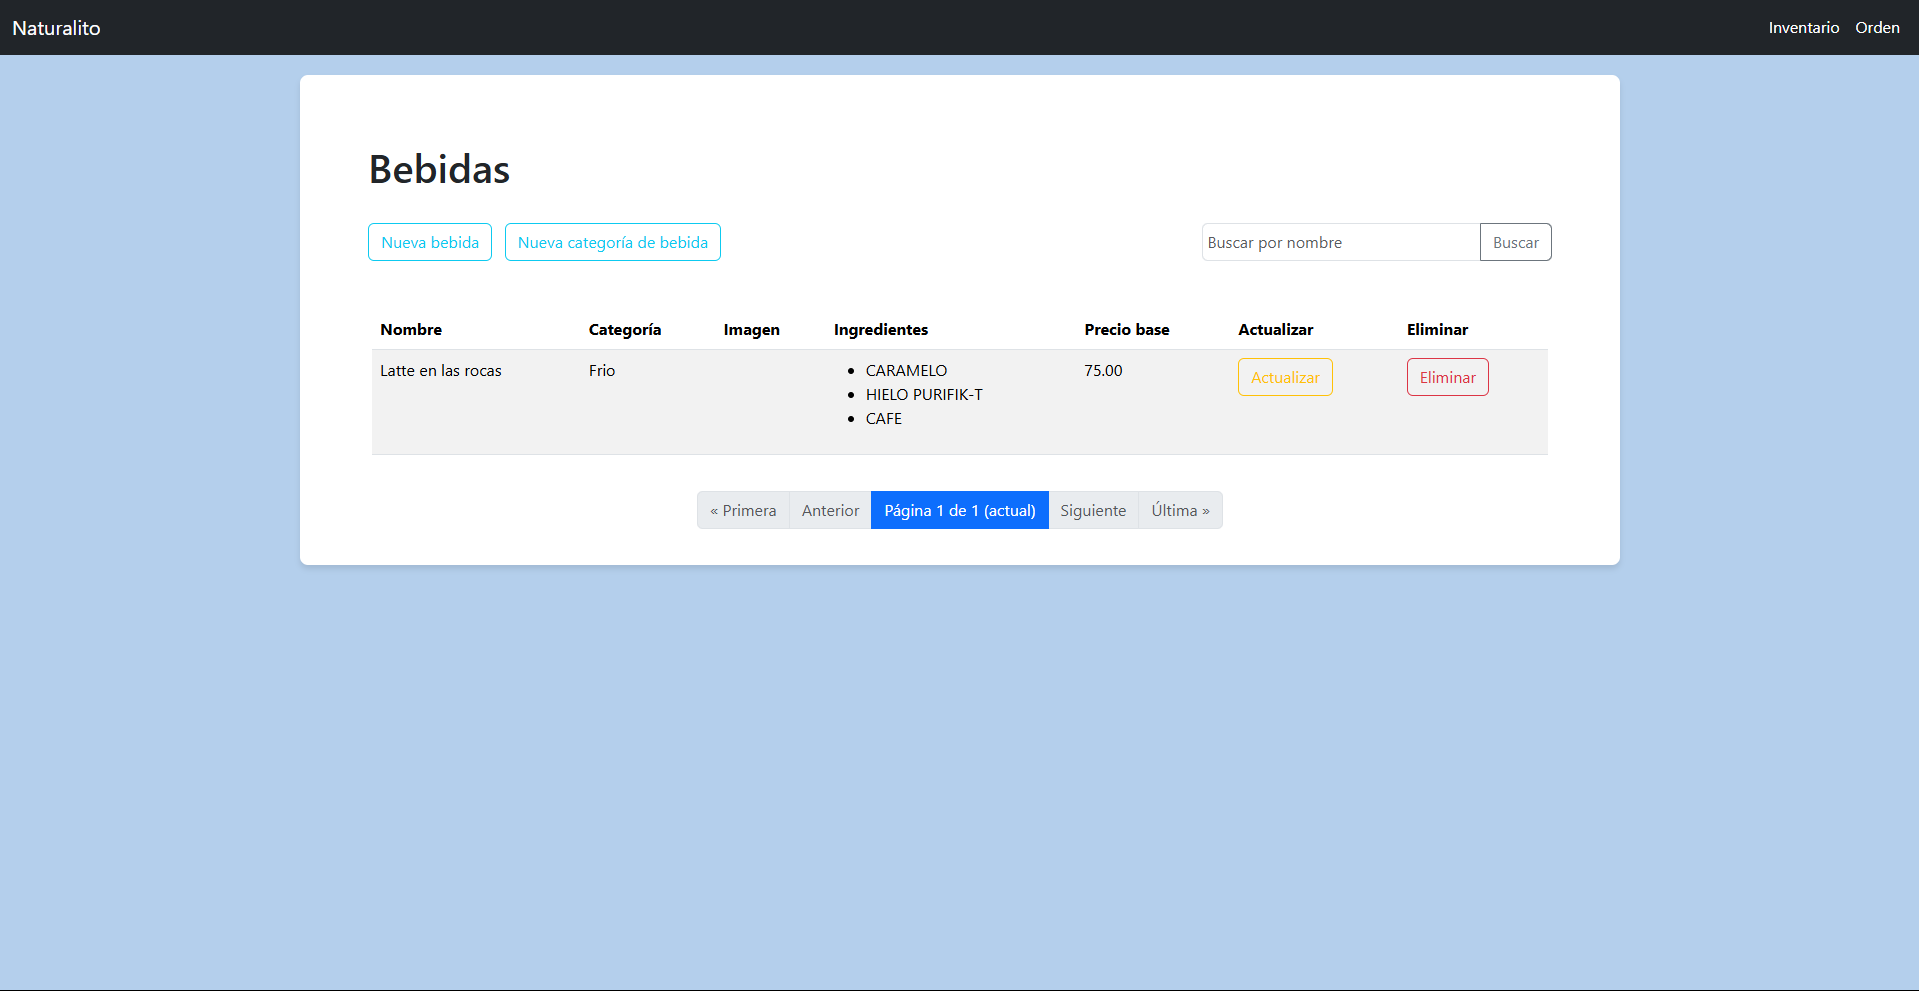 Naturalito Inventario Orden
Bebidas
Nueva bebida Nueva categoría de bebida Buscar por nombre Buscar
Nombre Categoría Imagen Ingredientes Precio base Actualizar Eliminar
Latte en las rocas Frio CARAMELO 75.00 Actualizar Eliminar
HIELO PURIFIK-T
CAFE
« Primera Anterior Página 1 de 1 (actual) Siguiente Última »